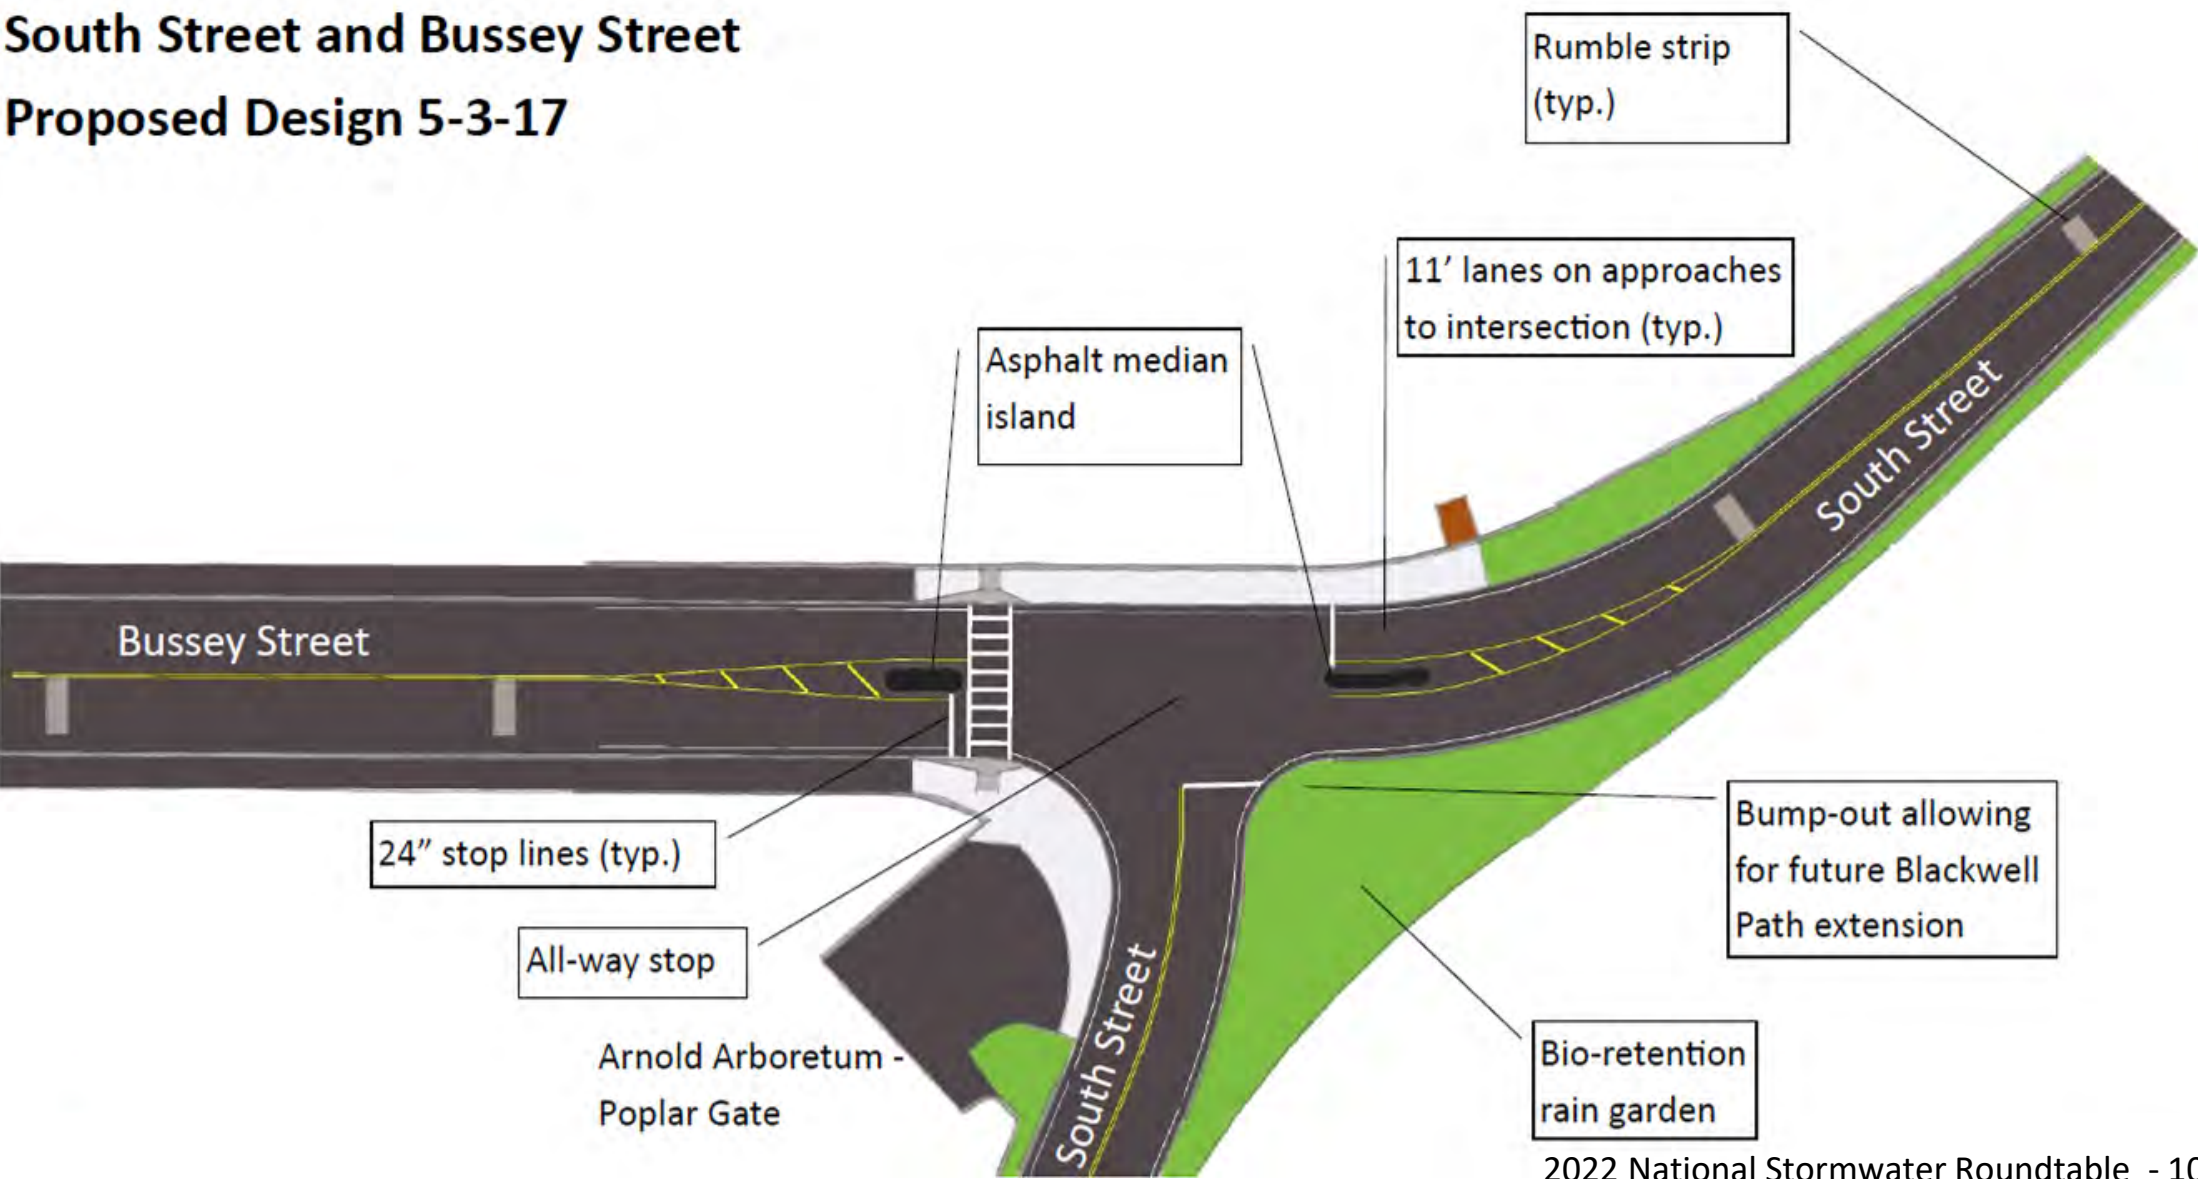 South Street and Bussey Street
Proposed Design 5-3-17
Rumble strip
(typ.)
11’ lanes on approaches
to intersection (typ.)
Asphalt median
island
South Street
Bussey Street
24” stop lines (typ.)
Bump-out allowing
for future Blackwell
Path extension
All-way stop
South Street
Arnold Arboretum -
Poplar Gate
Bio-retention
rain garden
2022 National Stormwater Roundtable - 10